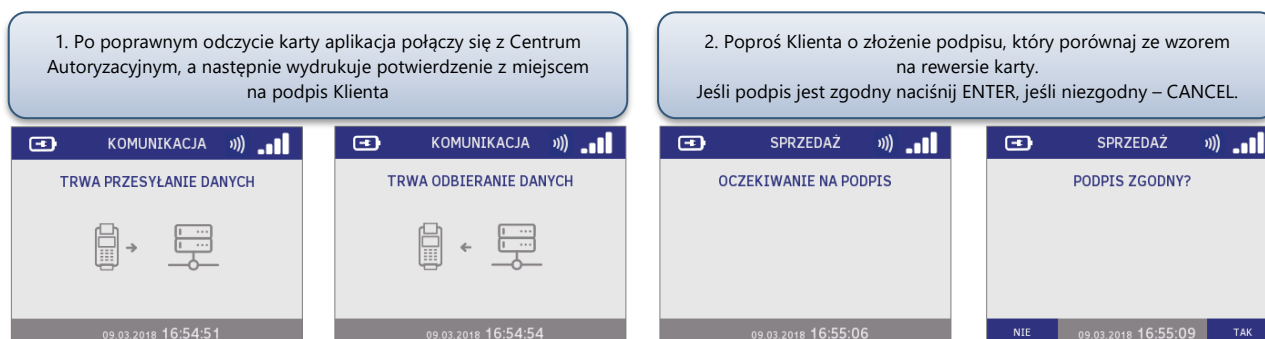 1. Po poprawnym odczycie karty aplikacja połączy się z Centrum
Autoryzacyjnym, a następnie wydrukuje potwierdzenie z miejscem
na podpis Klienta
2. Poproś Klienta o złożenie podpisu, który porównaj ze wzorem
na rewersie karty.
Jeśli podpis jest zgodny naciśnij ENTER, jeśli niezgodny – CANCEL.
KOMUNIKACJA
TRWA PRZESYŁANIE DANYCH
09.03.2018 16:54:51
KOMUNIKACJA
TRWA ODBIERANIE DANYCH
09.03.2018 16:54:54
SPRZEDAŻ
OCZEKIWANIE NA PODPIS
09.03.2018 16:55:06
SPRZEDAŻ
PODPIS ZGODNY?
NIE 09.03.2018 16:55:09 TAK